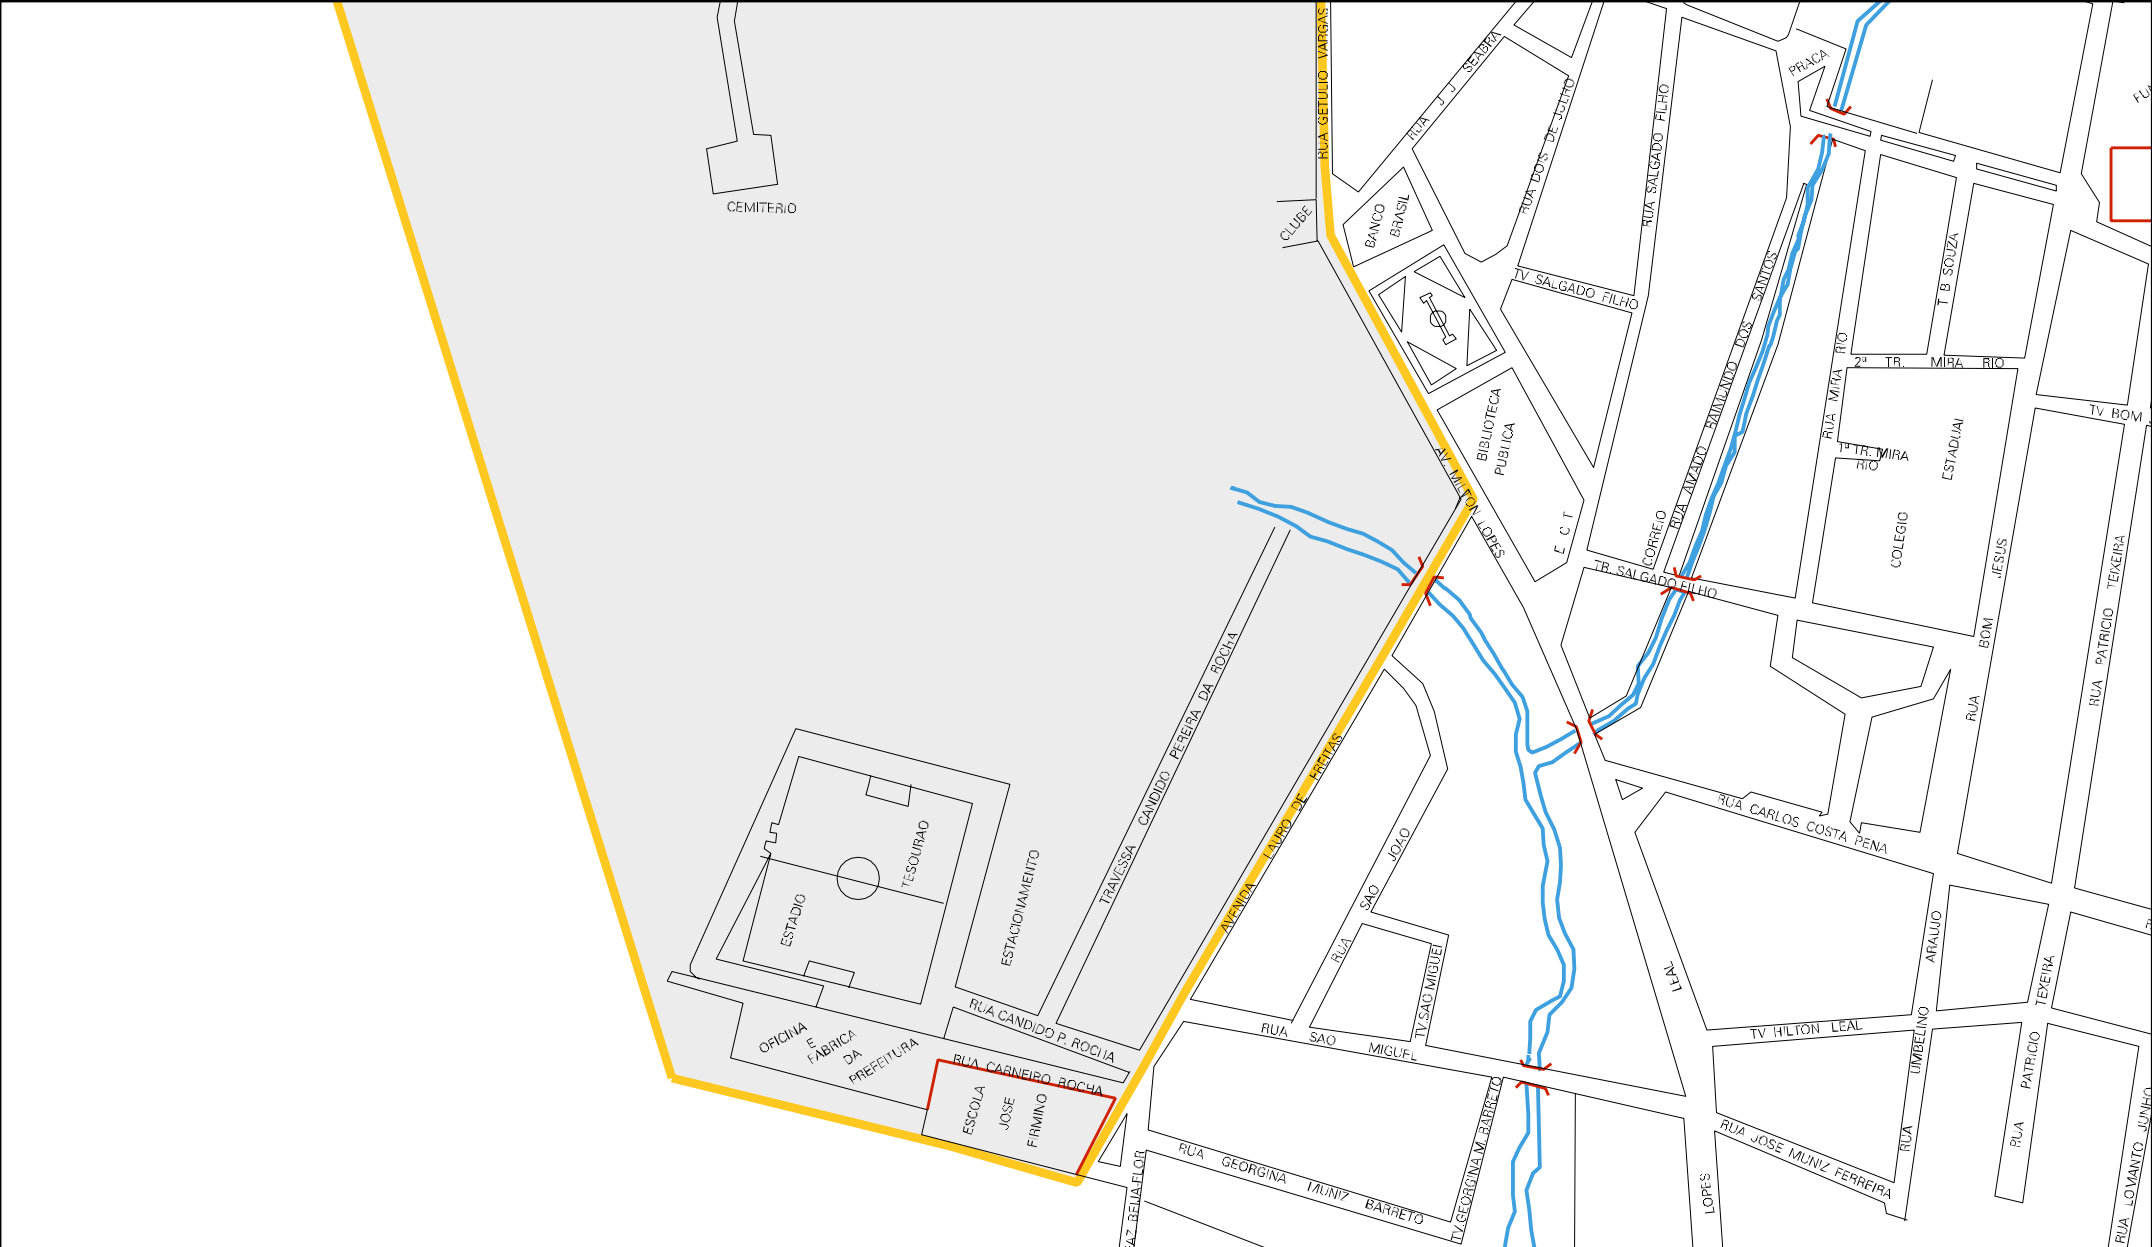 RUA GETULIO VARGAS
RUA J J SEABRA
RUA DOIS DE JULHO
RUA SALGADO FILHO
PRACA
CEMITERIO
CLUBE
BANCO
BRASIL
TV SALGADO FILHO
RUA AMADO RAIMUNDO DOS SANTOS
T B SOUZA
RUA MIRA RIO
2ª TR. MIRA RIO
TV BOM
BIBLIOTECA
PUBLICA
AV. MILTON LOPES
1ª TR. MIRA
RIO
COLEGIO
ESTADUAL
E C T
CORREIO
TR. SALGADO FILHO
RUA BOM JESUS
RUA PATRICIO TEIXEIRA
TRAVESSA CANDIDO PEREIRA DA ROCHA
AVENIDA LAURO DE FREITAS
RUA SAO JOAO
RUA CARLOS COSTA PENA
ESTADIO
TESOURAO
ESTACIONAMENTO
TV.SAO MIGUEL
LEAL
LOPES
RUA UMBELINO ARAUJO
RUA PATRICIO TEXEIRA
RUA CANDIDO P. ROCHA
RUA SAO MIGUEL
TV HILTON LEAL
OFICINA
E
FABRICA
DA
PREFEITURA
RUA CARNEIRO ROCHA
ESCOLA
JOSE
FIRMINO
RUA GEORGINA MUNIZ BARRETO
TV.GEORGINA M. BARRETO
RUA JOSE MUNIZ FERREIRA
RUA LOMANTO JUNHO
BEIJA-FLOR